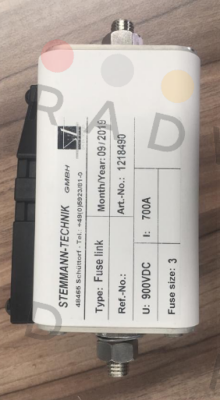 STEMMANN-TECHNIK
GMBH
48465 Schüttorf - Tel.: +49(0)5923/81-0
Type: Fuse link Month/Year: 09/2019
Ref.-No.: Art.-No.: 1218490
U: 900VDC I: 700A
Fuse size: 3
RAD